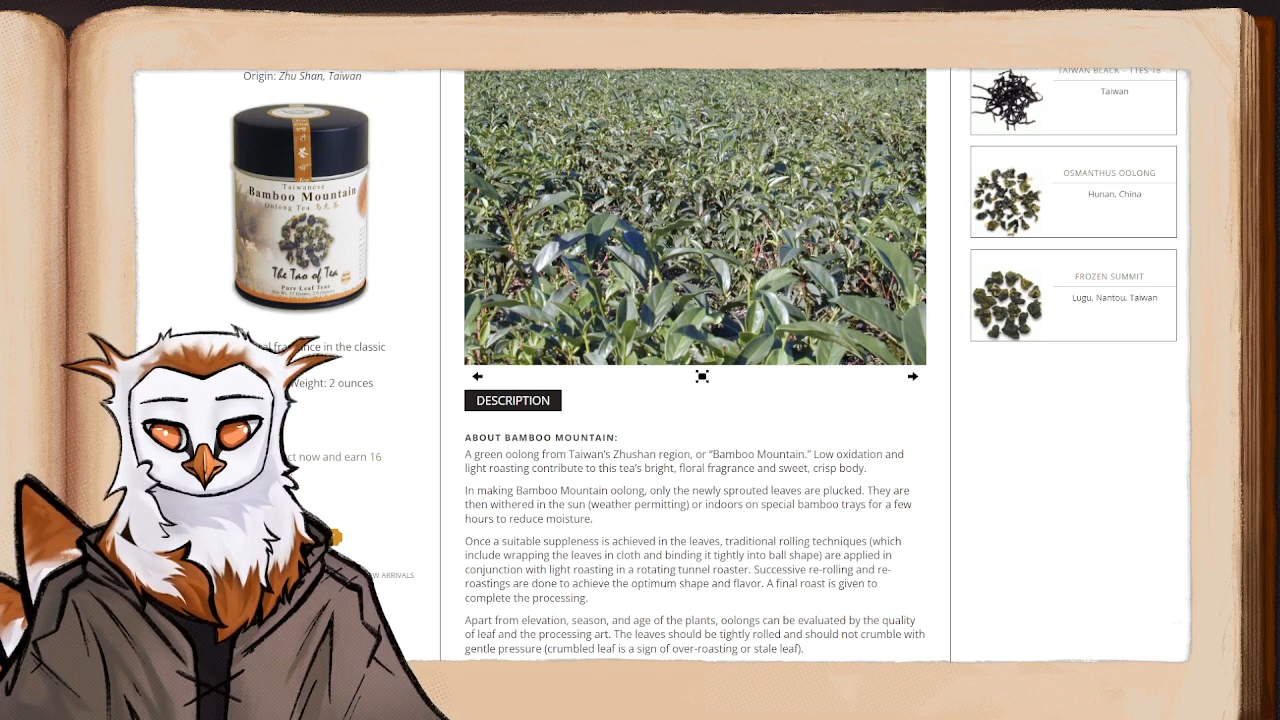 Origin: Zhu Shan, Taiwan
Taiwanese
Bamboo Mountain
Oolong Tea
The Tao of Tea
Pure Leaf Teas
fragrance in the classic
Weight: 2 ounces
now and earn 16
ARRIVALS
DESCRIPTION
ABOUT BAMBOO MOUNTAIN:
A green oolong from Taiwan's Zhushan region, or “Bamboo Mountain.” Low oxidation and
light roasting contribute to this tea's bright, floral fragrance and sweet, crisp body.
In making Bamboo Mountain oolong, only the newly sprouted leaves are plucked. They are
then withered in the sun (weather permitting) or indoors on special bamboo trays for a few
hours to reduce moisture.
Once a suitable suppleness is achieved in the leaves, traditional rolling techniques (which
include wrapping the leaves in cloth and binding it tightly into ball shape) are applied in
conjunction with light roasting in a rotating tunnel roaster. Successive re-rolling and re-
roastings are done to achieve the optimum shape and flavor. A final roast is given to
complete the processing.
Apart from elevation, season, and age of the plants, oolongs can be evaluated by the quality
of leaf and the processing art. The leaves should be tightly rolled and should not crumble with
gentle pressure (crumbled leaf is a sign of over-roasting or stale leaf).
TAIWAN BLACK – TTES 18
Taiwan
OSMANTHUS OOLONG
Hunan, China
FROZEN SUMMIT
Lugu, Nantou, Taiwan